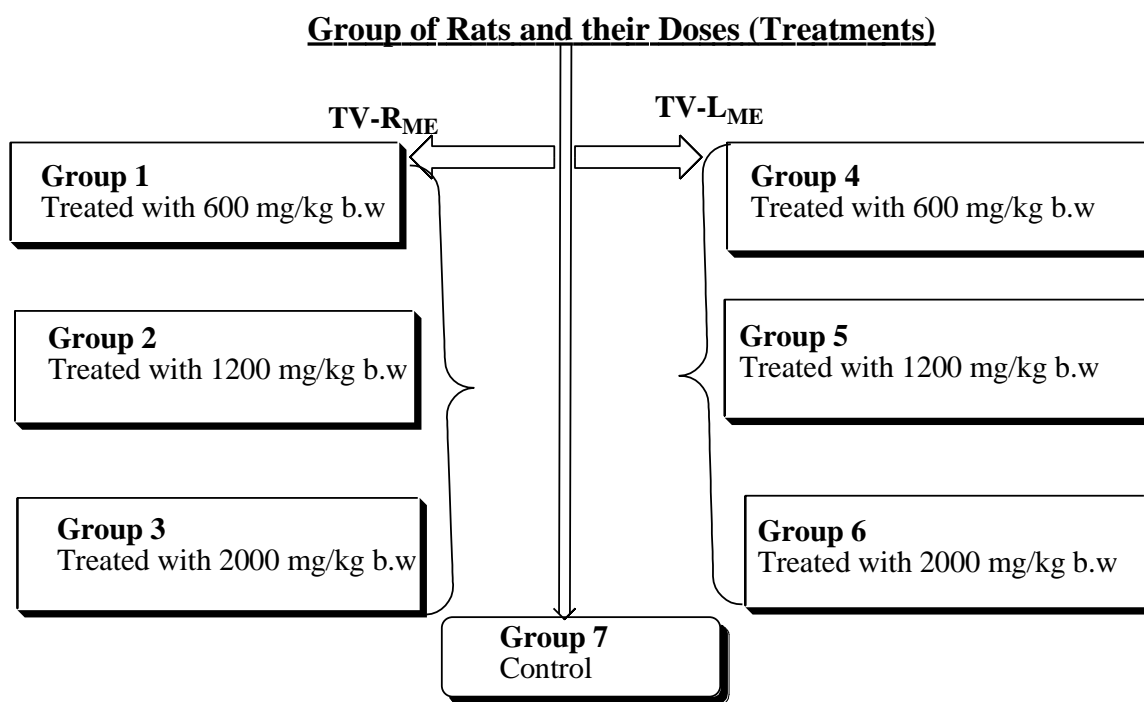 Group of Rats and their Doses (Treatments)
TV-RME
TV-LME
Group 1
Treated with 600 mg/kg b.w
Group 2
Treated with 1200 mg/kg b.w
Group 3
Treated with 2000 mg/kg b.w
Group 4
Treated with 600 mg/kg b.w
Group 5
Treated with 1200 mg/kg b.w
Group 6
Treated with 2000 mg/kg b.w
Group 7
Control